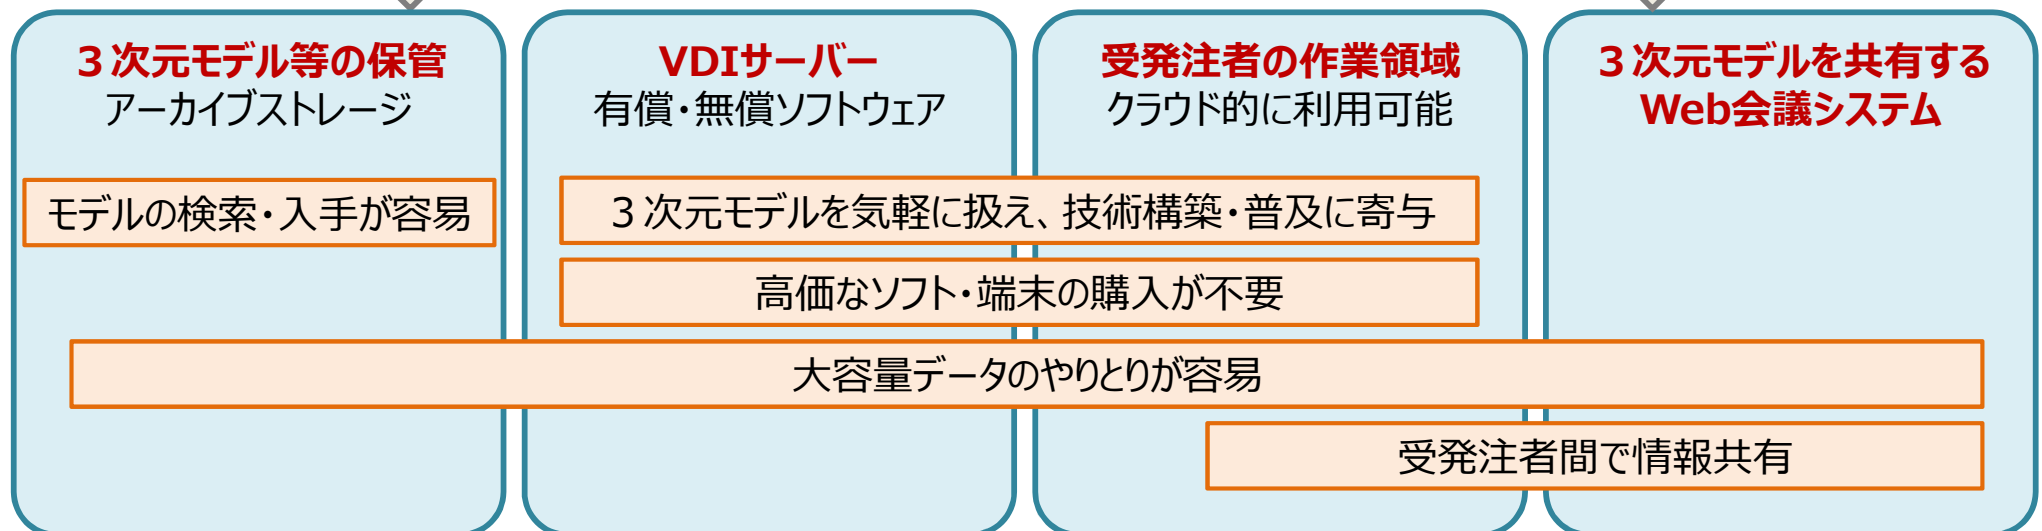 ３次元モデル等の保管
アーカイブストレージ
VDIサーバー
有償・無償ソフトウェア
受発注者の作業領域
クラウド的に利用可能
３次元モデルを共有する
Web会議システム
モデルの検索・入手が容易
３次元モデルを気軽に扱え、技術構築・普及に寄与
高価なソフト・端末の購入が不要
大容量データのやりとりが容易
受発注者間で情報共有